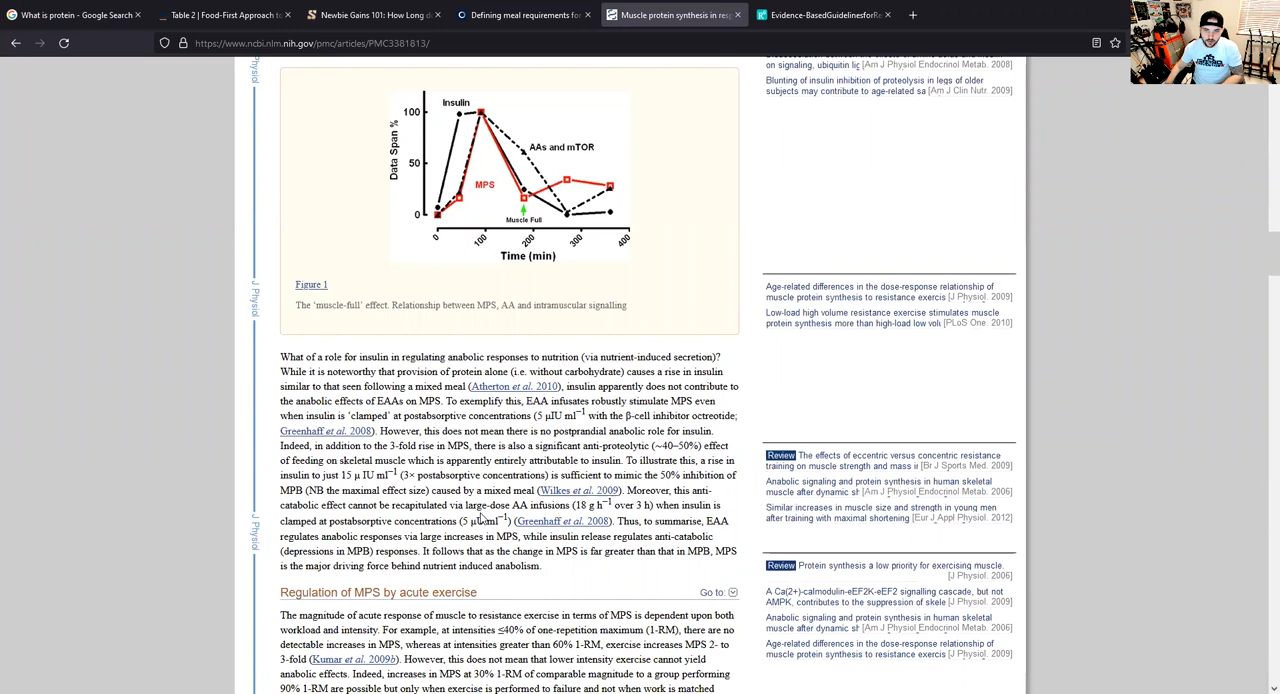 What is protein - Google Search
Table 2 | Food-First Approach to
Newbie Gains 101: How Long d
Defining meal requirements for
Muscle protein synthesis in res
Evidence-BasedGuidelinesforRe
https://www.ncbi.nlm.nih.gov/pmc/articles/PMC3381813/
on signaling, ubiquitin lig [Am J Physiol Endocrinol Metab. 2008]
Blunting of insulin inhibition of proteolysis in legs of older
subjects may contribute to age-related sa [Am J Clin Nutr. 2009]
J Physiol
J Physiol
Insulin
100
AAs and mTOR
Data Span %
50
MPS
0
Muscle Full
0
100
200
300
400
Time (min)
Figure 1
The ‘muscle-full’ effect. Relationship between MPS, AA and intramuscular signalling
Age-related differences in the dose-response relationship of
muscle protein synthesis to resistance exercis [J Physiol. 2009]
Low-load high volume resistance exercise stimulates muscle
protein synthesis more than high-load low volu [PLoS One. 2010]
What of a role for insulin in regulating anabolic responses to nutrition (via nutrient-induced secretion)?
While it is noteworthy that provision of protein alone (i.e. without carbohydrate) causes a rise in insulin
similar to that seen following a mixed meal (Atherton et al. 2010), insulin apparently does not contribute to
the anabolic effects of EAAs on MPS. To exemplify this, EAA infusates robustly stimulate MPS even
when insulin is ‘clamped’ at postabsorptive concentrations (5 μIU ml−1 with the β-cell inhibitor octreotide;
Greenhaff et al. 2008). However, this does not mean there is no postprandial anabolic role for insulin.
Indeed, in addition to the 3-fold rise in MPS, there is also a significant anti-proteolytic (~40–50%) effect
of feeding on skeletal muscle which is apparently entirely attributable to insulin. To illustrate this, a rise in
insulin to just 15 μ IU ml−1 (3× postabsorptive concentrations) is sufficient to mimic the 50% inhibition of
MPB (NB the maximal effect size) caused by a mixed meal (Wilkes et al. 2009). Moreover, this anti-
catabolic effect cannot be recapitulated via large-dose AA infusions (18 g h−1 over 3 h) when insulin is
clamped at postabsorptive concentrations (5 μ ml−1) (Greenhaff et al. 2008). Thus, to summarise, EAA
regulates anabolic responses via large increases in MPS, while insulin release regulates anti-catabolic
(depressions in MPB) responses. It follows that as the change in MPS is far greater than that in MPB, MPS
is the major driving force behind nutrient induced anabolism.
Review The effects of eccentric versus concentric resistance
training on muscle strength and mass i [Br J Sports Med. 2009]
Anabolic signaling and protein synthesis in human skeletal
muscle after dynamic sh [Am J Physiol Endocrinol Metab. 2006]
Similar increases in muscle size and strength in young men
after training with maximal shortening [Eur J Appl Physiol. 2012]
Review Protein synthesis a low priority for exercising muscle.
[J Physiol. 2006]
A Ca(2+)-calmodulin-eEF2K-eEF2 signalling cascade, but not
AMPK, contributes to the suppression of skele [J Physiol. 2009]
Anabolic signaling and protein synthesis in human skeletal
muscle after dynamic sh [Am J Physiol Endocrinol Metab. 2006]
Age-related differences in the dose-response relationship of
muscle protein synthesis to resistance exercis [J Physiol. 2009]
Regulation of MPS by acute exercise
Go to:
The magnitude of acute response of muscle to resistance exercise in terms of MPS is dependent upon both
workload and intensity. For example, at intensities ≤40% of one-repetition maximum (1-RM), there are no
detectable increases in MPS, whereas at intensities greater than 60% 1-RM, exercise increases MPS 2- to
3-fold (Kumar et al. 2009b). However, this does not mean that lower intensity exercise cannot yield
anabolic effects. Indeed, increases in MPS at 30% 1-RM of comparable magnitude to a group performing
90% 1-RM are possible but only when exercise is performed to failure and not when work is matched